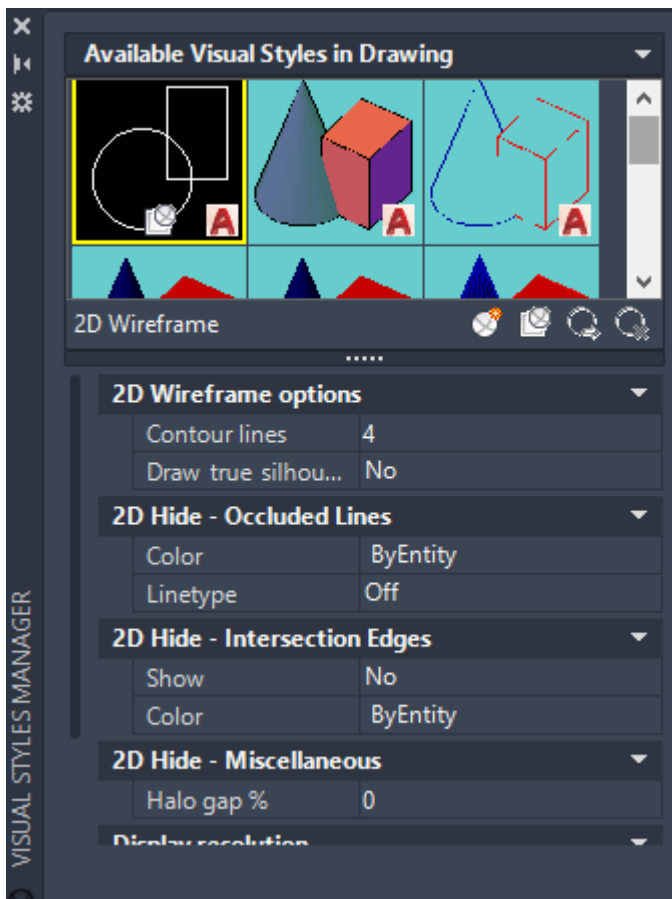 Available Visual Styles in Drawing
2D Wireframe
2D Wireframe options
Contour lines 4
Draw true silhou... No
2D Hide - Occluded Lines
Color ByEntity
Linetype Off
2D Hide - Intersection Edges
Show No
Color ByEntity
2D Hide - Miscellaneous
Halo gap % 0
Display resolution
VISUAL STYLES MANAGER